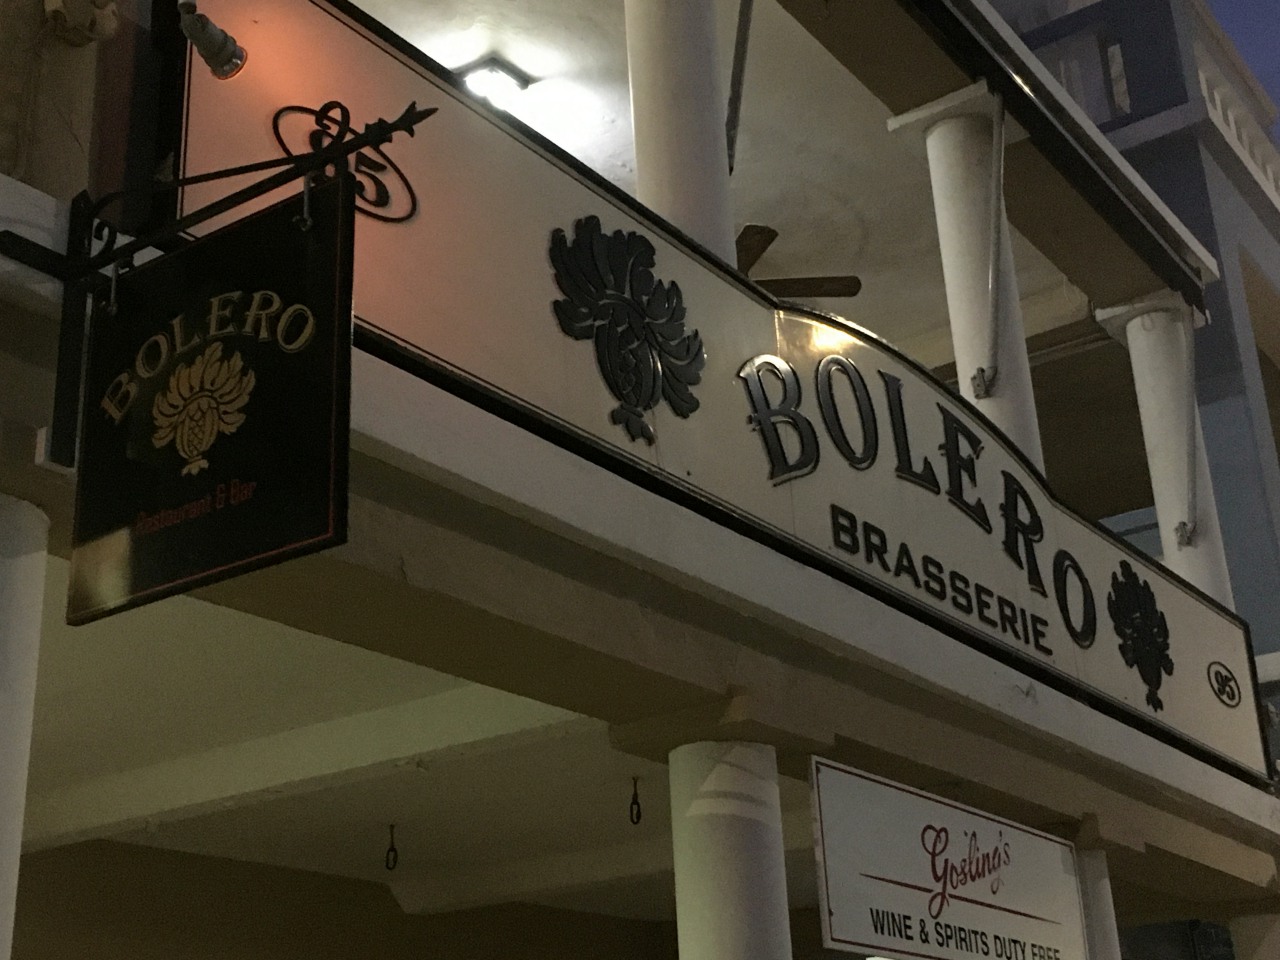 95
BOLERO
Restaurant & Bar
BOLERO
BRASSERIE
95
Gosling's
WINE & SPIRITS DUTY FREE